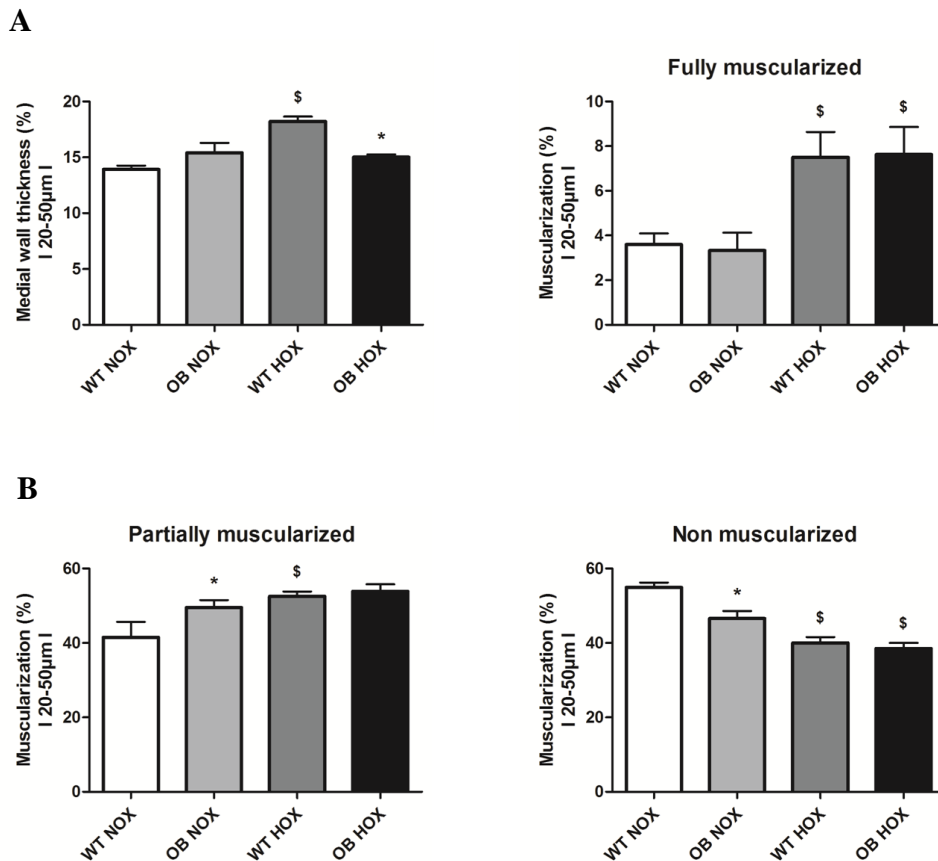 A
Medial wall thickness (%)
I 20-50µm I
20
15
10
5
0
$
*
WT NOX
OB NOX
WT HOX
OB HOX
Fully muscularized
Muscularization (%)
I 20-50µm I
10
8
6
4
2
0
$
$
WT NOX
OB NOX
WT HOX
OB HOX
B
Partially muscularized
Muscularization (%)
I 20-50µm I
60
40
20
0
*
$
WT NOX
OB NOX
WT HOX
OB HOX
Non muscularized
Muscularization (%)
I 20-50µm I
60
40
20
0
*
$
$
WT NOX
OB NOX
WT HOX
OB HOX